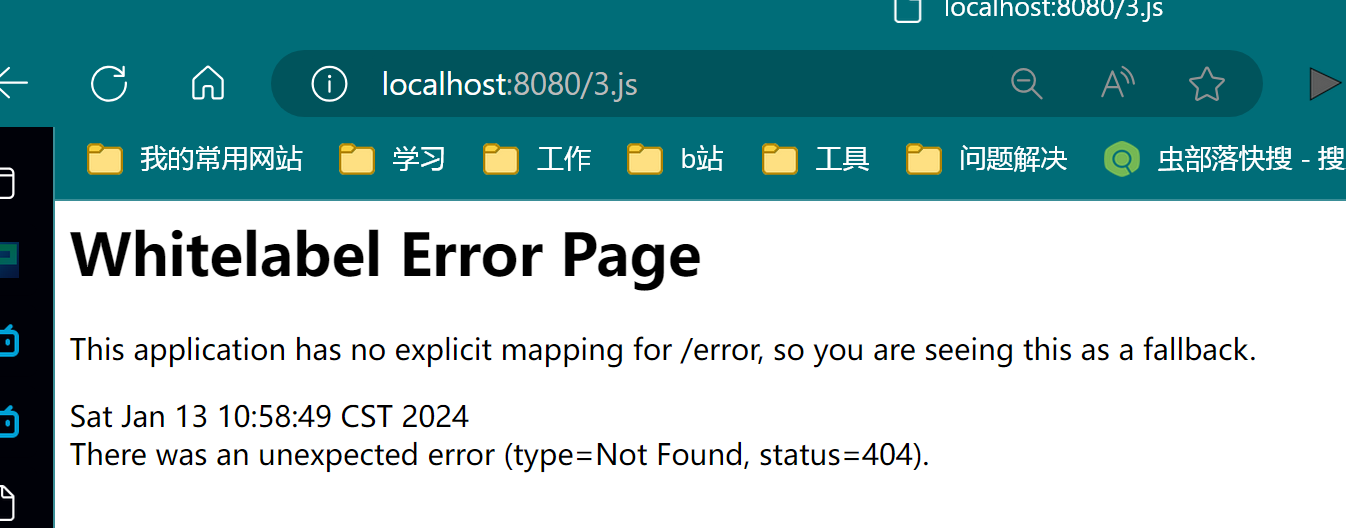 localhost:8080/3.js
localhost:8080/3.js
我的常用网站 学习 工作 b站 工具 问题解决 虫部落快搜 - 搜
Whitelabel Error Page
This application has no explicit mapping for /error, so you are seeing this as a fallback.
Sat Jan 13 10:58:49 CST 2024
There was an unexpected error (type=Not Found, status=404).